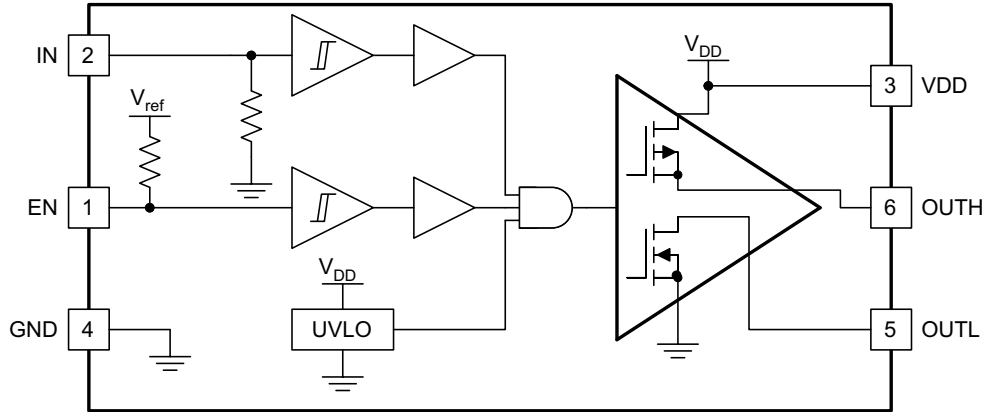 IN 2
V_DD
3 VDD
V_ref
EN 1
6 OUTH
V_DD
GND 4
UVLO
5 OUTL